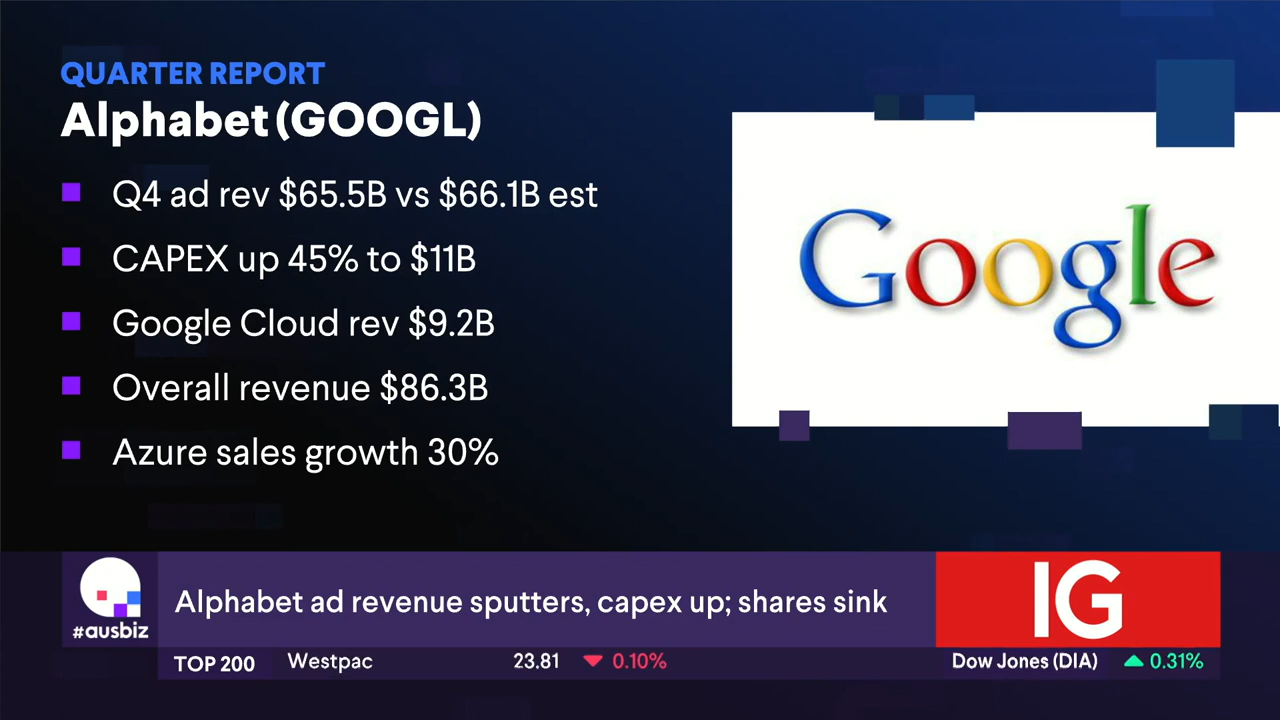 QUARTER REPORT
Alphabet (GOOGL)
Q4 ad rev $65.5B vs $66.1B est
CAPEX up 45% to $11B
Google Cloud rev $9.2B
Overall revenue $86.3B
Azure sales growth 30%
Google
#ausbiz
Alphabet ad revenue sputters, capex up; shares sink
IG
TOP 200 Westpac 23.81 0.10% Dow Jones (DIA) 0.31%